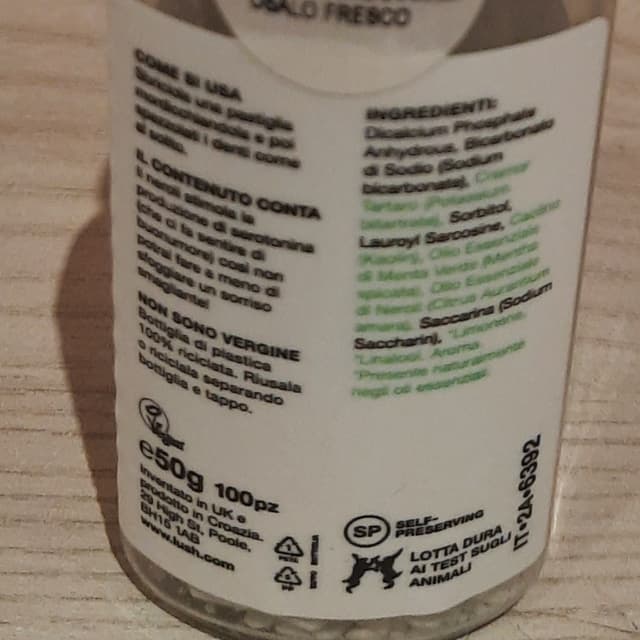 USALO FRESCO
COME SI USA
Sgranocchia una pastiglia
e poi
i denti come
al solito.
IL CONTENUTO CONTA
Il neroli stimola la
produzione di serotonina
(che ci fa sentire di
buonumore) così non
potrai fare a meno di
sfoggiare un sorriso
smagliante!
NON SONO VERGINE
Bottiglia di plastica
100% riciclata. Riusala
o riciclala separando
bottiglia e tappo.
e50g 100pz
Inventato in UK e
prodotto in Croazia.
29 High St, Poole,
BH15 1AB
www.lush.com
INGREDIENTI:
Dicalcium Phosphate
Anhydrous, Bicarbonato
di Sodio (Sodium
bicarbonate), Cremor
Tartaro (Potassium
Sorbitol,
Lauroyl Sarcosine, Caolino
(Kaolin), Olio Essenziale
di Menta Verde (Mentha
Olio Essenziale
di Neroli (Citrus Aurantium
amara), Saccarina (Sodium
Saccharin), *Limonene,
*Linalool, Aroma.
*Presente naturalmente
negli oli essenziali.
SP SELF-
PRESERVING
LOTTA DURA
AI TEST SUGLI
ANIMALI
IT•2A•6392